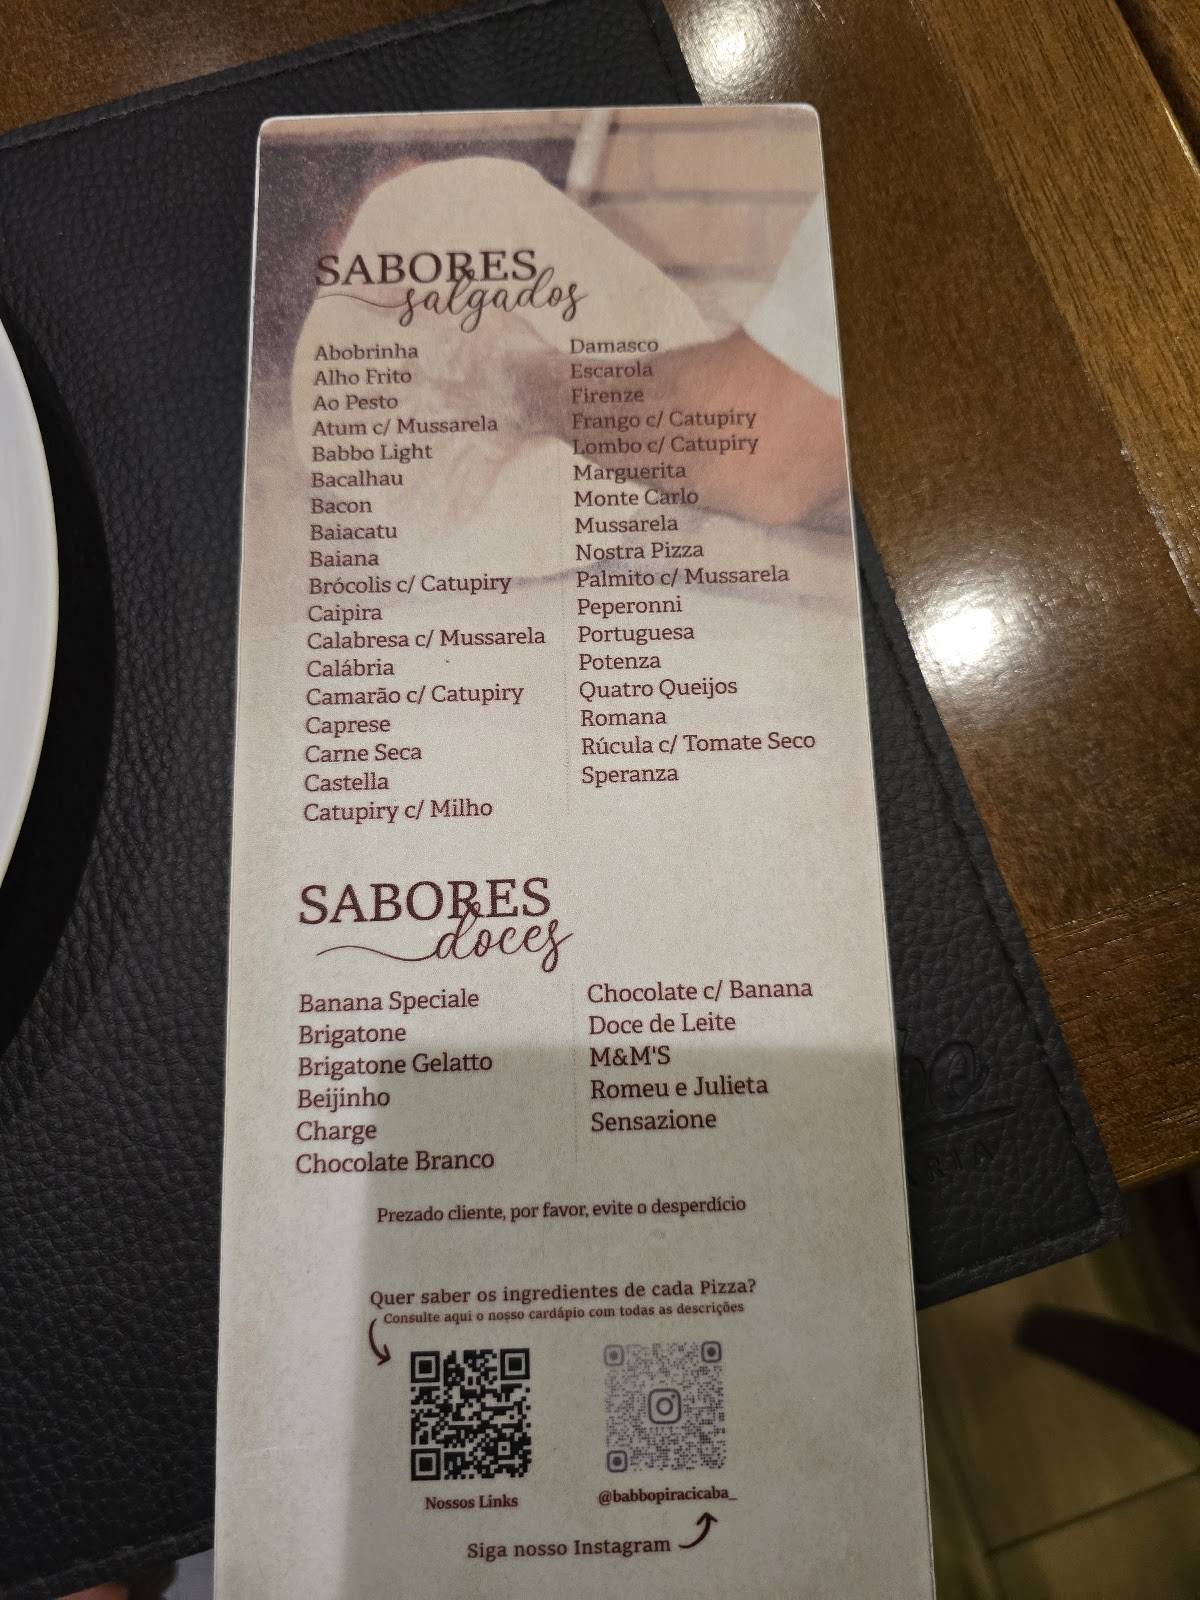 SABORES
salgados
Abobrinha
Alho Frito
Ao Pesto
Atum c/ Mussarela
Babbo Light
Bacalhau
Bacon
Baiacatu
Baiana
Brócolis c/ Catupiry
Caipira
Calabresa c/ Mussarela
Calábria
Camarão c/ Catupiry
Caprese
Carne Seca
Castella
Catupiry c/ Milho
Damasco
Escarola
Firenze
Frango c/ Catupiry
Lombo c/ Catupiry
Marguerita
Monte Carlo
Mussarela
Nostra Pizza
Palmito c/ Mussarela
Peperonni
Portuguesa
Potenza
Quatro Queijos
Romana
Rúcula c/ Tomate Seco
Speranza
SABORES
doces
Banana Speciale
Brigatone
Brigatone Gelatto
Beijinho
Charge
Chocolate Branco
Chocolate c/ Banana
Doce de Leite
M&M'S
Romeu e Julieta
Sensazione
Prezado cliente, por favor, evite o desperdício
Quer saber os ingredientes de cada Pizza?
Consulte aqui o nosso cardápio com todas as descrições
Nossos Links
@babbopiracicaba_
Siga nosso Instagram